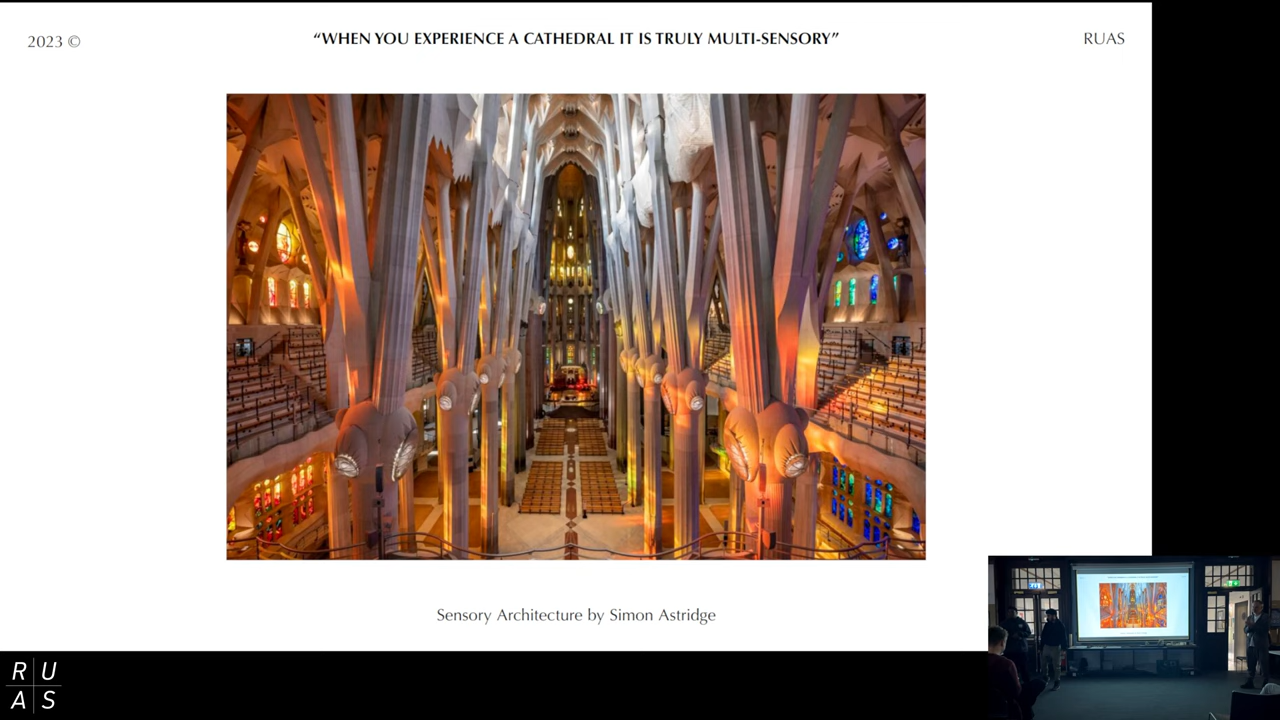 2023 ©
“WHEN YOU EXPERIENCE A CATHEDRAL IT IS TRULY MULTI-SENSORY”
RUAS
Sensory Architecture by Simon Astridge
R U
A S